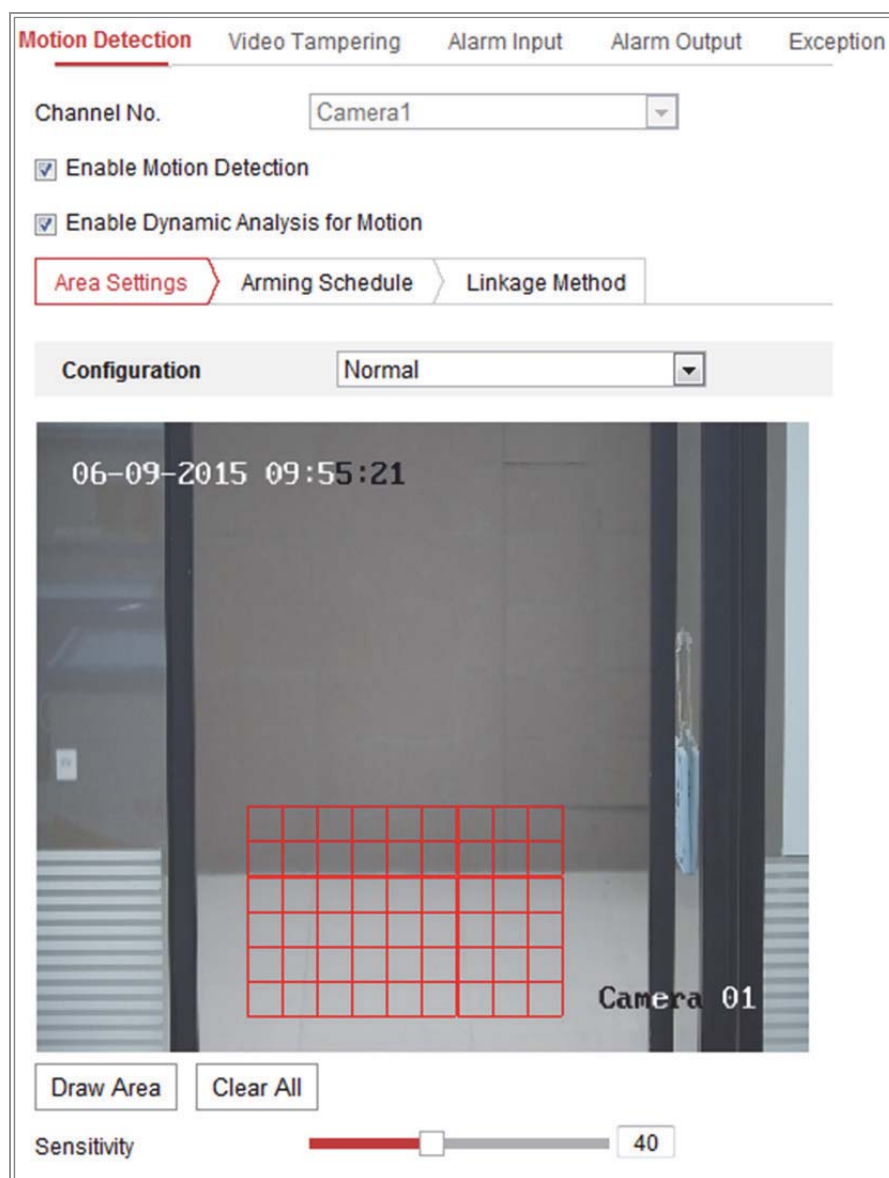 Motion Detection Video Tampering Alarm Input Alarm Output Exception
Channel No. Camera1
Enable Motion Detection
Enable Dynamic Analysis for Motion
Area Settings Arming Schedule Linkage Method
Configuration Normal
06-09-2015 09:55:21
Camera 01
Draw Area Clear All
Sensitivity 40